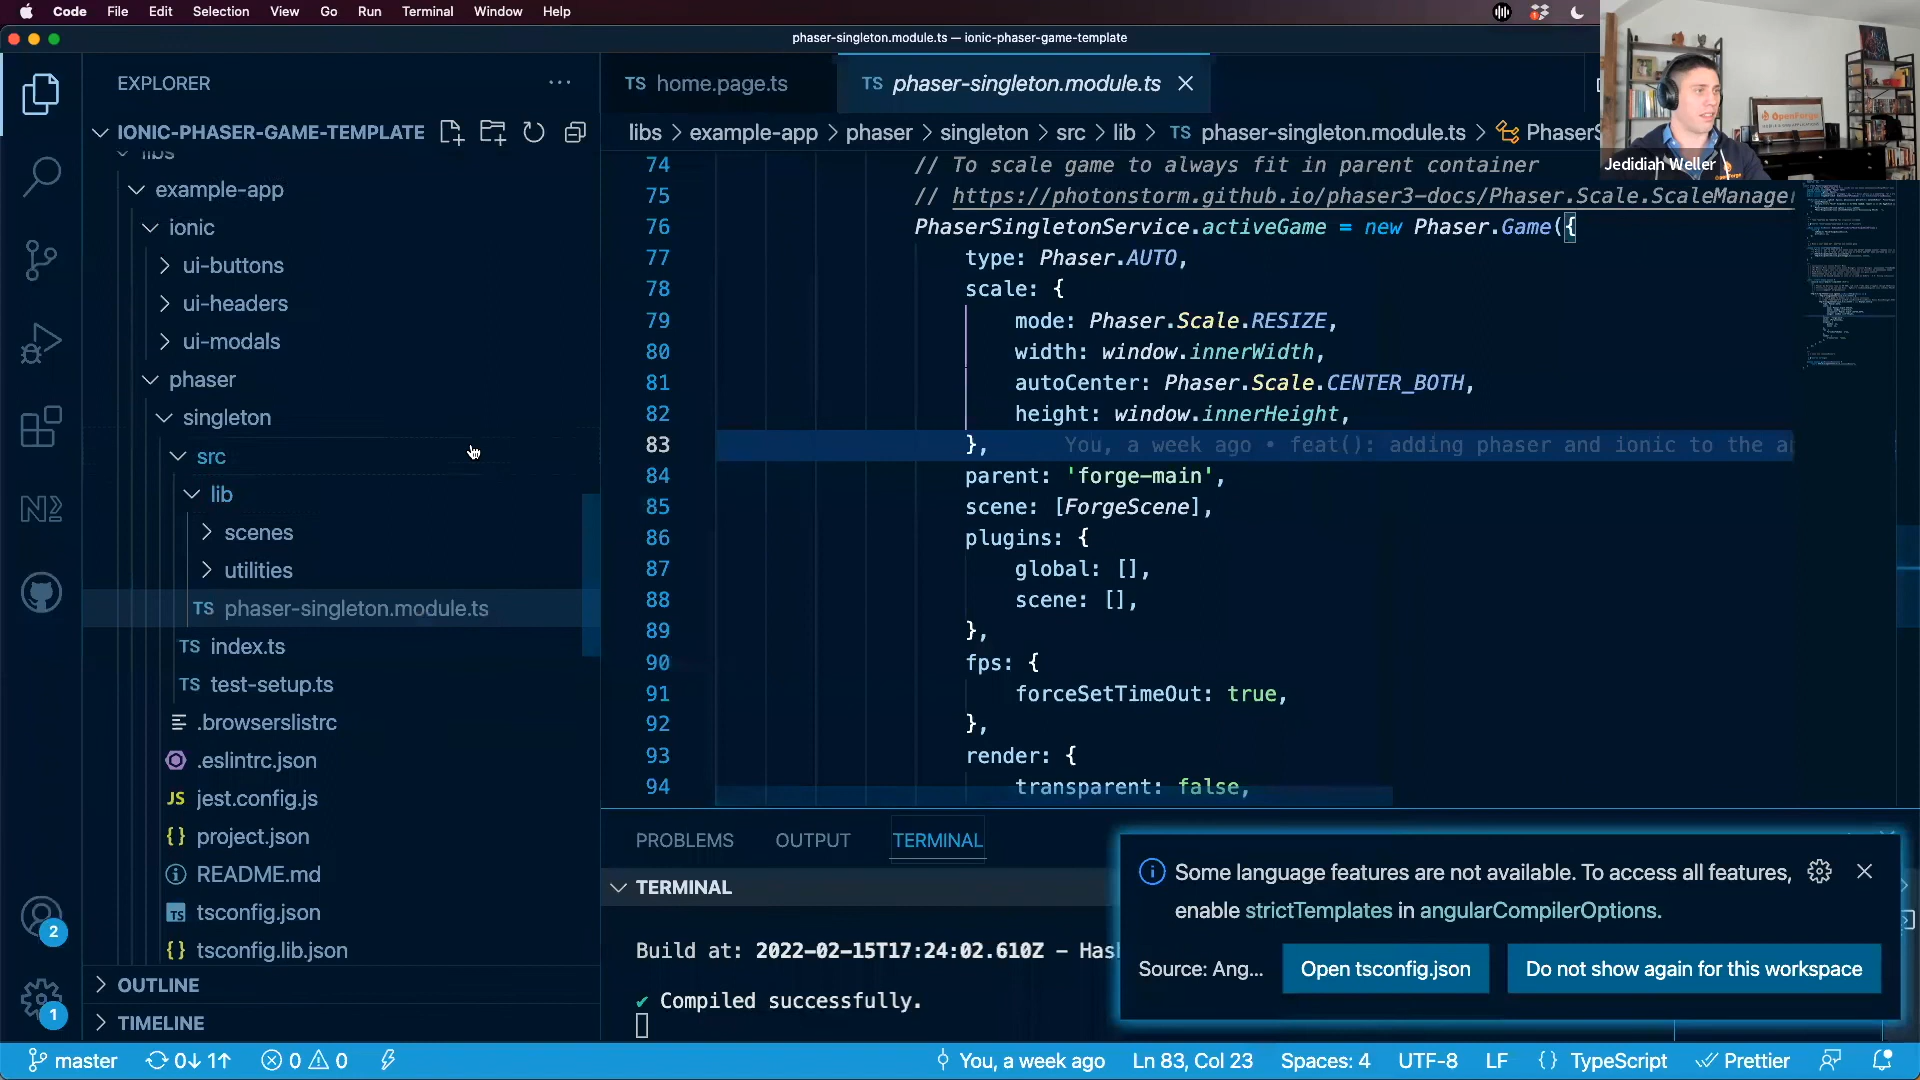 Code File Edit Selection View Go Run Terminal Window Help
phaser-singleton.module.ts — ionic-phaser-game-template
EXPLORER
IONIC-PHASER-GAME-TEMPLATE
libs
example-app
ionic
ui-buttons
ui-headers
ui-modals
phaser
singleton
src
lib
scenes
utilities
TS phaser-singleton.module.ts
TS index.ts
TS test-setup.ts
.browserslistrc
.eslintrc.json
JS jest.config.js
{} project.json
README.md
TS tsconfig.json
{} tsconfig.lib.json
OUTLINE
TIMELINE
2
1
TS home.page.ts
TS phaser-singleton.module.ts
libs > example-app > phaser > singleton > src > lib > TS phaser-singleton.module.ts > PhaserS
74 // To scale game to always fit in parent container
75 // https://photonstorm.github.io/phaser3-docs/Phaser.Scale.ScaleManager
76 PhaserSingletonService.activeGame = new Phaser.Game({
77 type: Phaser.AUTO,
78 scale: {
79 mode: Phaser.Scale.RESIZE,
80 width: window.innerWidth,
81 autoCenter: Phaser.Scale.CENTER_BOTH,
82 height: window.innerHeight,
83 }, You, a week ago • feat(): adding phaser and ionic to the a
84 parent: 'forge-main',
85 scene: [ForgeScene],
86 plugins: {
87 global: [],
88 scene: [],
89 },
90 fps: {
91 forceSetTimeOut: true,
92 },
93 render: {
94 transparent: false,
OpenForge
Jedidiah Weller
PROBLEMS OUTPUT TERMINAL
TERMINAL
Build at: 2022-02-15T17:24:02.610Z - Has
✔ Compiled successfully.
Some language features are not available. To access all features,
enable strictTemplates in angularCompilerOptions.
Source: Ang...
Open tsconfig.json
Do not show again for this workspace
master 0↓ 1↑ 0 0 You, a week ago Ln 83, Col 23 Spaces: 4 UTF-8 LF {} TypeScript Prettier